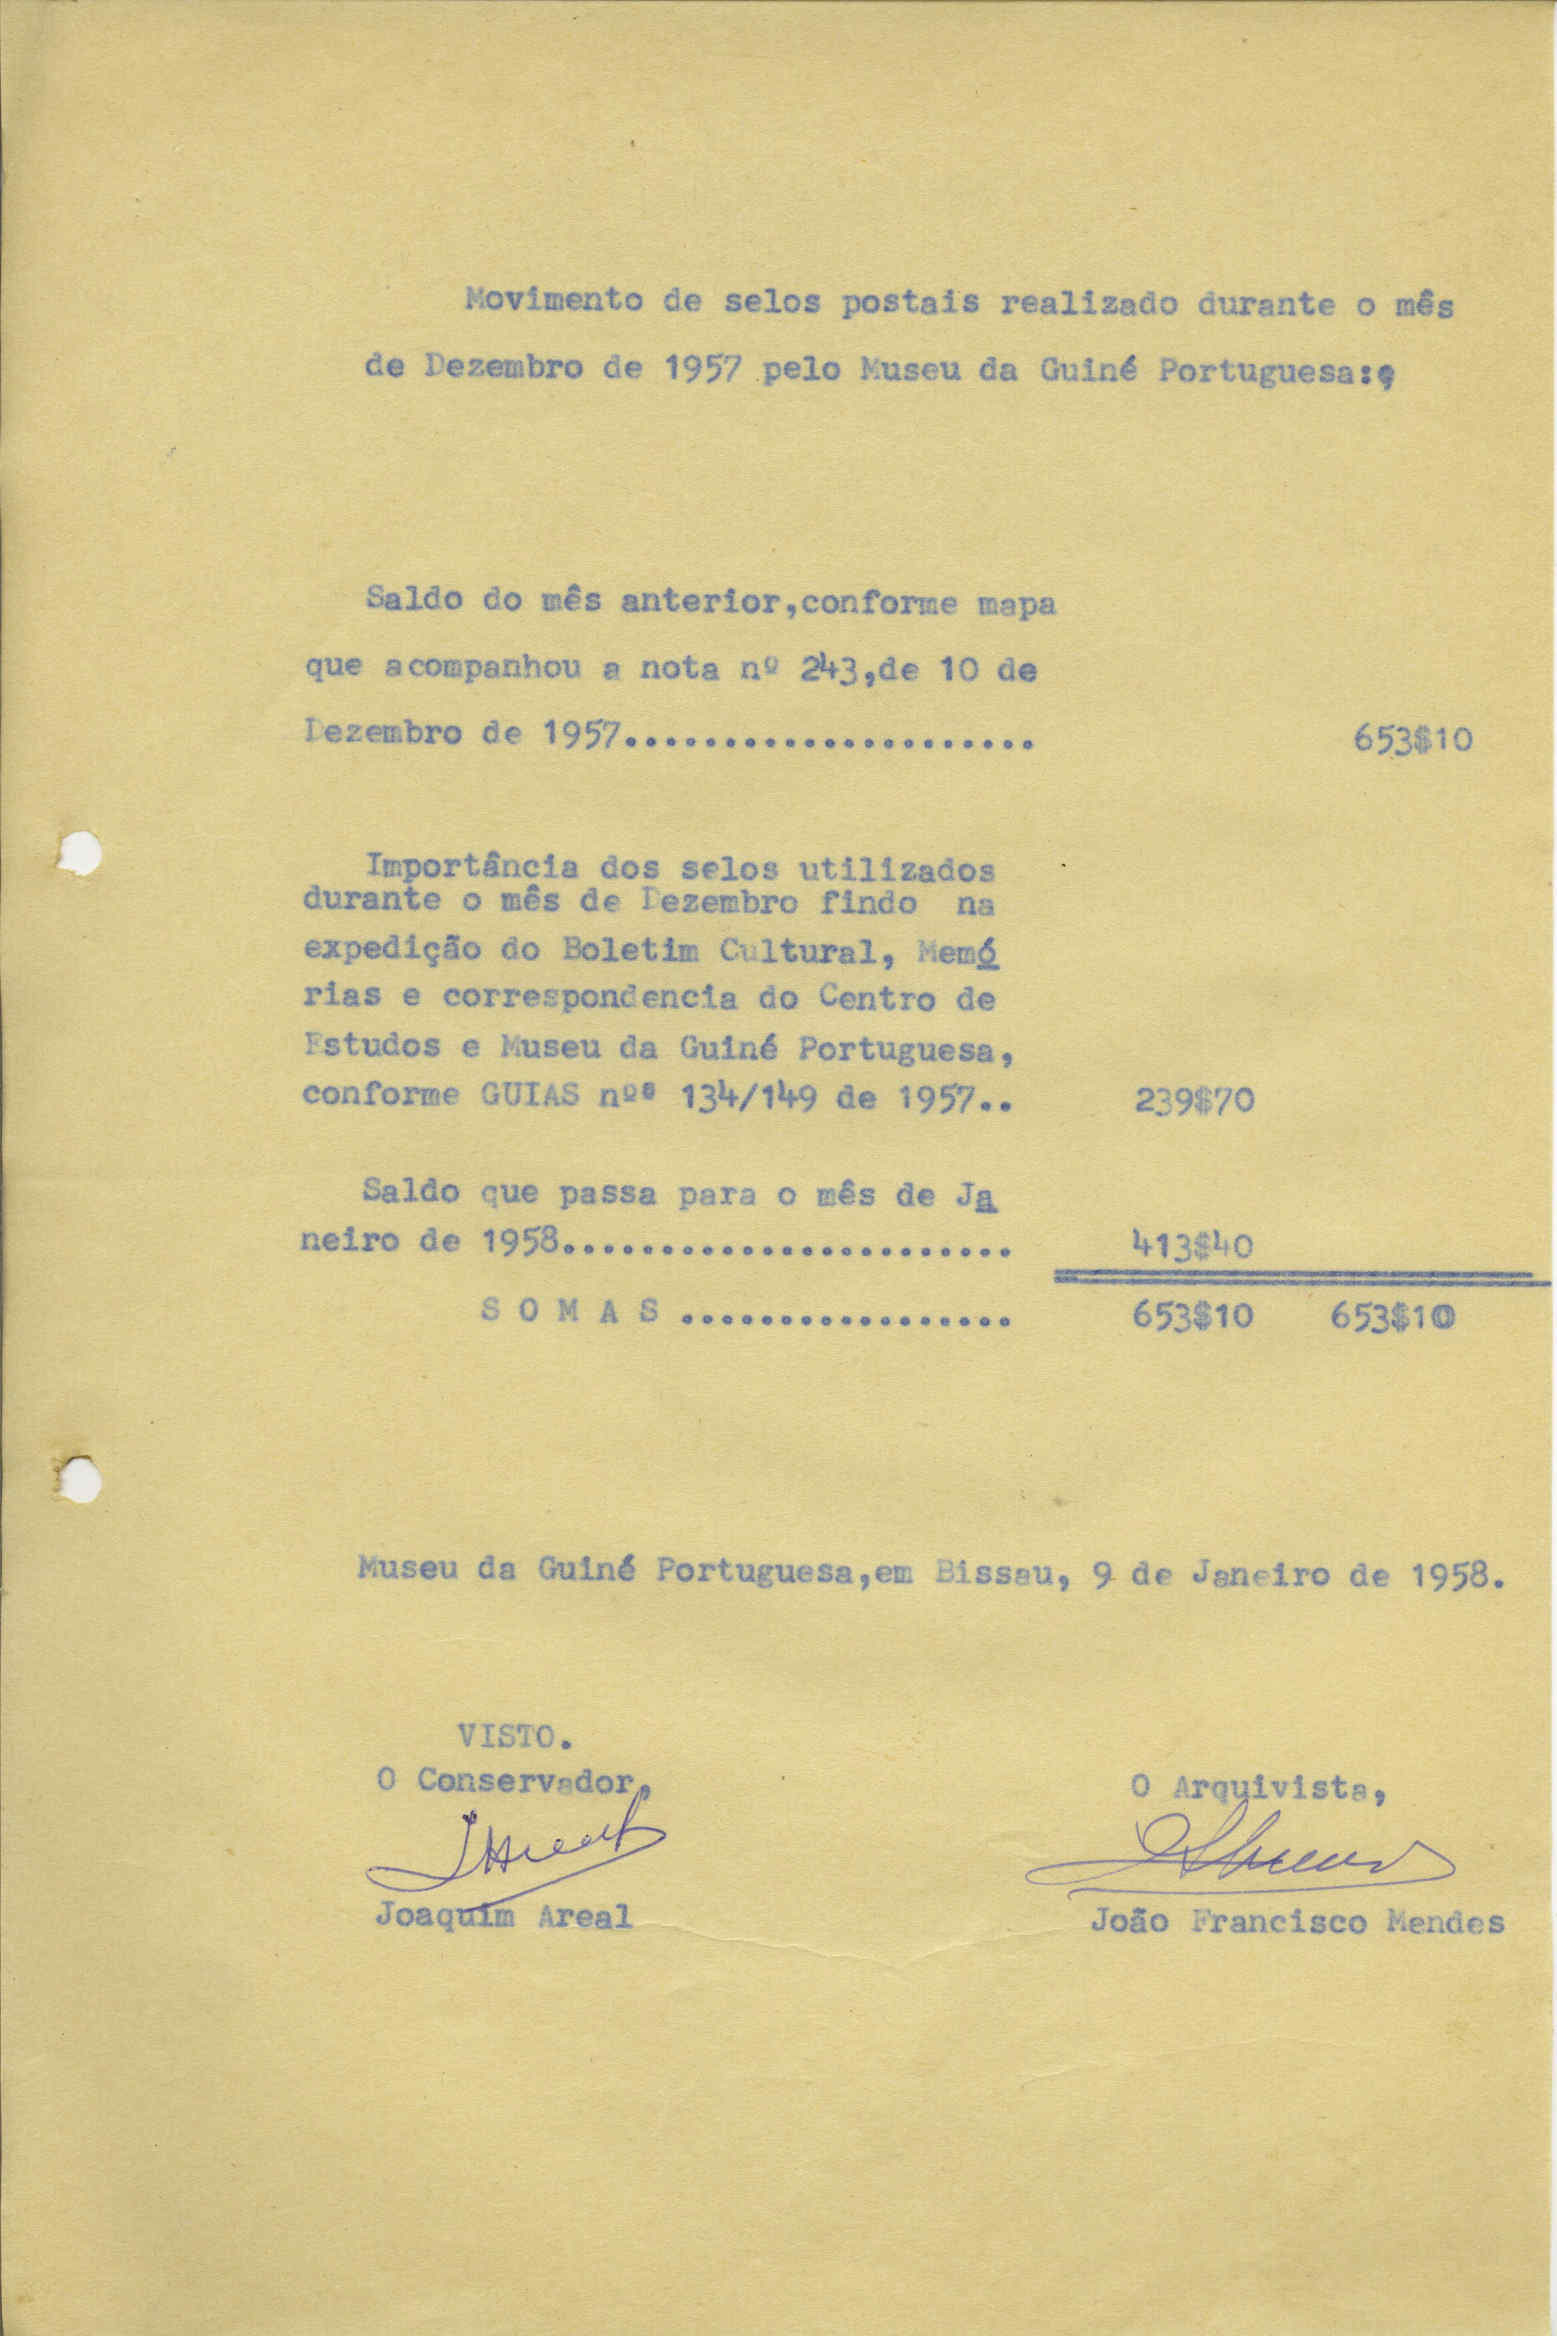 Movimento de selos postais realizado durante o mês
de Dezembro de 1957 pelo Museu da Guiné Portuguesa:
Saldo do mês anterior,conforme mapa
que acompanhou a nota nº 243,de 10 de
Dezembro de 1957..................... 653$10
Importância dos selos utilizados
durante o mês de Dezembro findo na
expedição do Boletim Cultural, Memó
rias e correspondencia do Centro de
Estudos e Museu da Guiné Portuguesa,
conforme GUIAS nºs 134/149 de 1957.. 239$70
Saldo que passa para o mês de Ja
neiro de 1958....................... 413$40
S O M A S ................. 653$10 653$10
Museu da Guiné Portuguesa,em Bissau, 9 de Janeiro de 1958.
VISTO.
O Conservador,
O Arquivista,
JAreal
Joaquim Areal
João Francisco Mendes